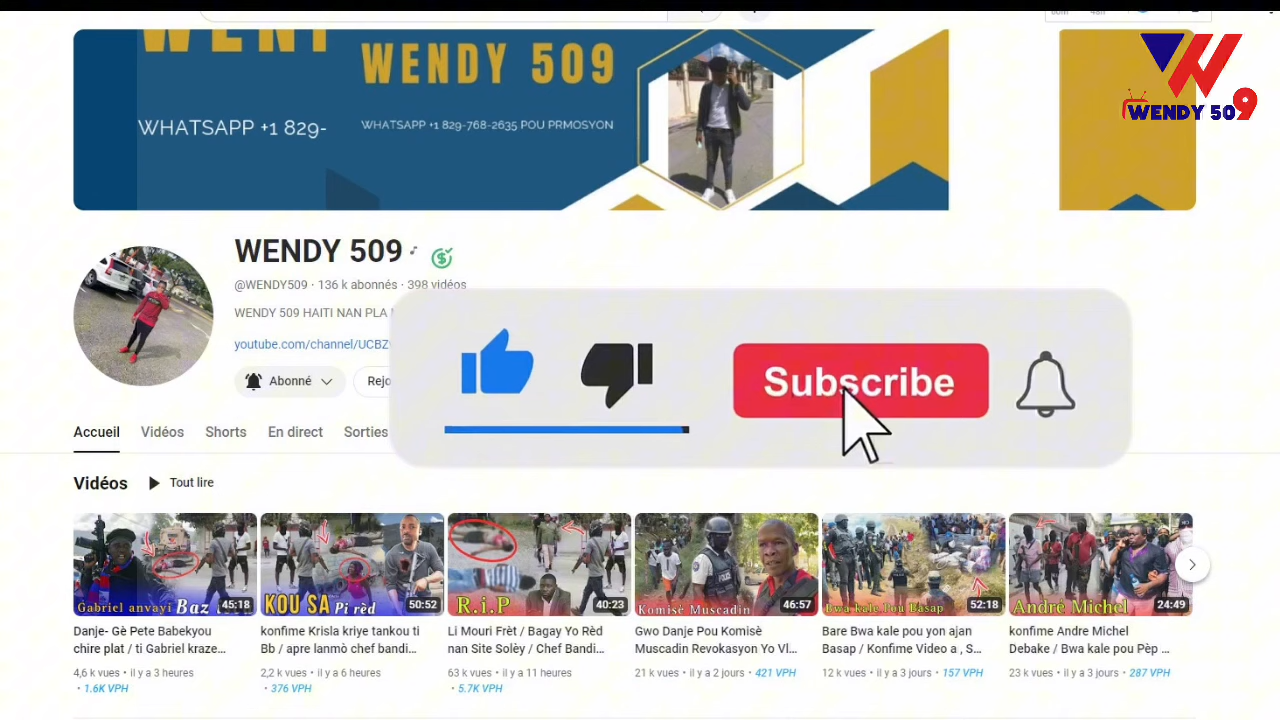 WENDY 509
WHATSAPP +1 829-
WHATSAPP +1 829-768-2635 POU PRMOSYON
WENDY 509
WENDY 509
@WENDY509 · 136 k abonnés · 398 vidéos
WENDY 509 HAITI NAN PLA
youtube.com/channel/UCBZ
Abonné
Rejo
Subscribe
Accueil Vidéos Shorts En direct Sorties
Vidéos Tout lire
Gabriel anvayi Baz
45:18
KOU SA Pi rèd
50:52
R.i.P
40:23
POLICE
Komisè Muscadin
46:57
Bwa kale pou Basap
52:18
André Michel
24:49
Danje- Gè Pete Babekyou
chire plat / ti Gabriel kraze…
4,6 k vues • il y a 3 heures
• 1.6K VPH
konfime Krisla kriye tankou ti
Bb / apre lanmò chef bandi…
2,2 k vues • il y a 6 heures
• 376 VPH
Li Mouri Frèt / Bagay Yo Rèd
nan Site Solèy / Chef Bandi…
63 k vues • il y a 11 heures
• 5.7K VPH
Gwo Danje Pou Komisè
Muscadin Revokasyon Yo Vl…
21 k vues • il y a 2 jours • 421 VPH
Bare Bwa kale pou yon ajan
Basap / Konfime Video a , S…
12 k vues • il y a 3 jours • 157 VPH
konfime Andre Michel
Debake / Bwa kale pou Pèp …
23 k vues • il y a 3 jours • 287 VPH